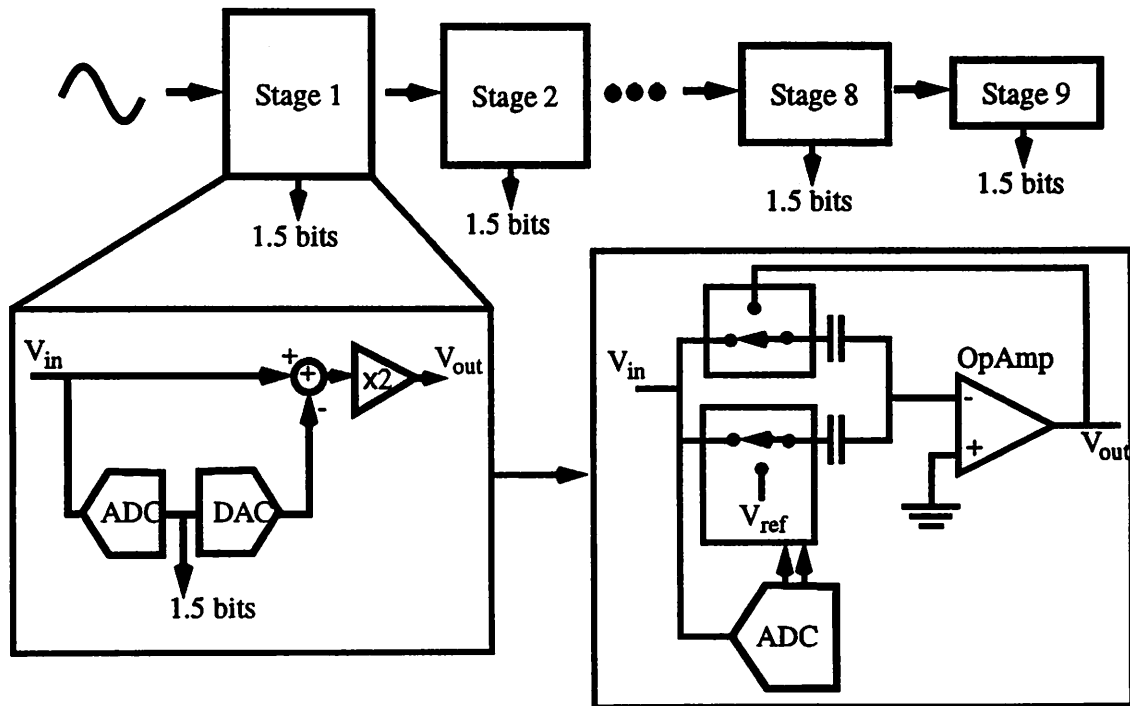 Stage 1
Stage 2
Stage 8
Stage 9
1.5 bits
1.5 bits
1.5 bits
1.5 bits
Vin
+
+
-
x2
Vout
ADC
DAC
1.5 bits
Vin
Vref
ADC
OpAmp
-
+
Vout